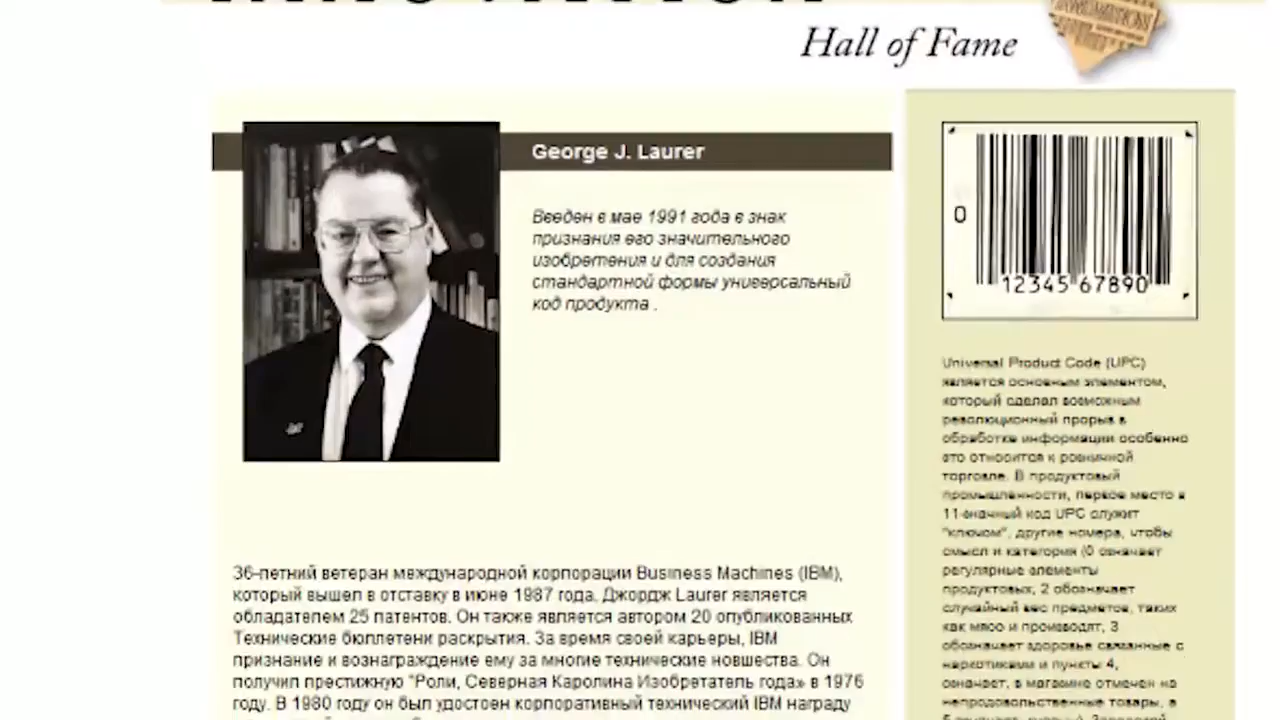 Hall of Fame
George J. Laurer
Введен в мае 1991 года в знак
признания его значительного
изобретения и для создания
стандартной формы универсальный
код продукта .
0
12345 67890
36-летний ветеран международной корпорации Business Machines (IBM),
который вышел в отставку в июне 1987 года, Джордж Laurer является
обладателем 25 патентов. Он также является автором 20 опубликованных
Технические бюллетени раскрытия. За время своей карьеры, IBM
признание и вознаграждение ему за многие технические новшества. Он
получил престижную "Роли, Северная Каролина Изобретатель года» в 1976
году. В 1980 году он был удостоен корпоративный технический IBM награду
Universal Product Code (UPC)
является основным элементом,
который сделал возможным
революционный прорыв в
обработке информации особенно
это относится к розничной
торговле. В продуктовый
промышленности, первое место в
11-значный код UPC служит
"ключом", другие номера, чтобы
смысл и категория (0 означает
регулярные элементы
продуктовых, 2 обозначает
случайный вес предметов, таких
как мясо и производят, 3
обозначает здоровье связанные с
наркотиками и пункты 4,
означает, в магазине отмечен на
непродовольственные товары, а